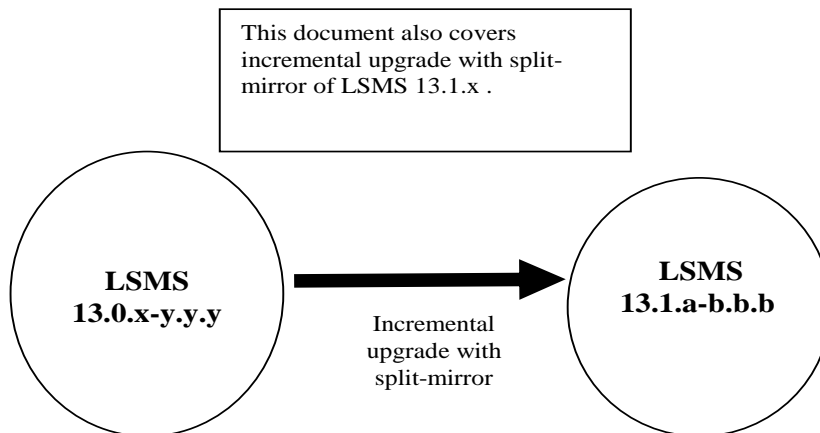 This document also covers
incremental upgrade with split-
mirror of LSMS 13.1.x .
LSMS
13.0.x-y.y.y
Incremental
upgrade with
split-mirror
LSMS
13.1.a-b.b.b